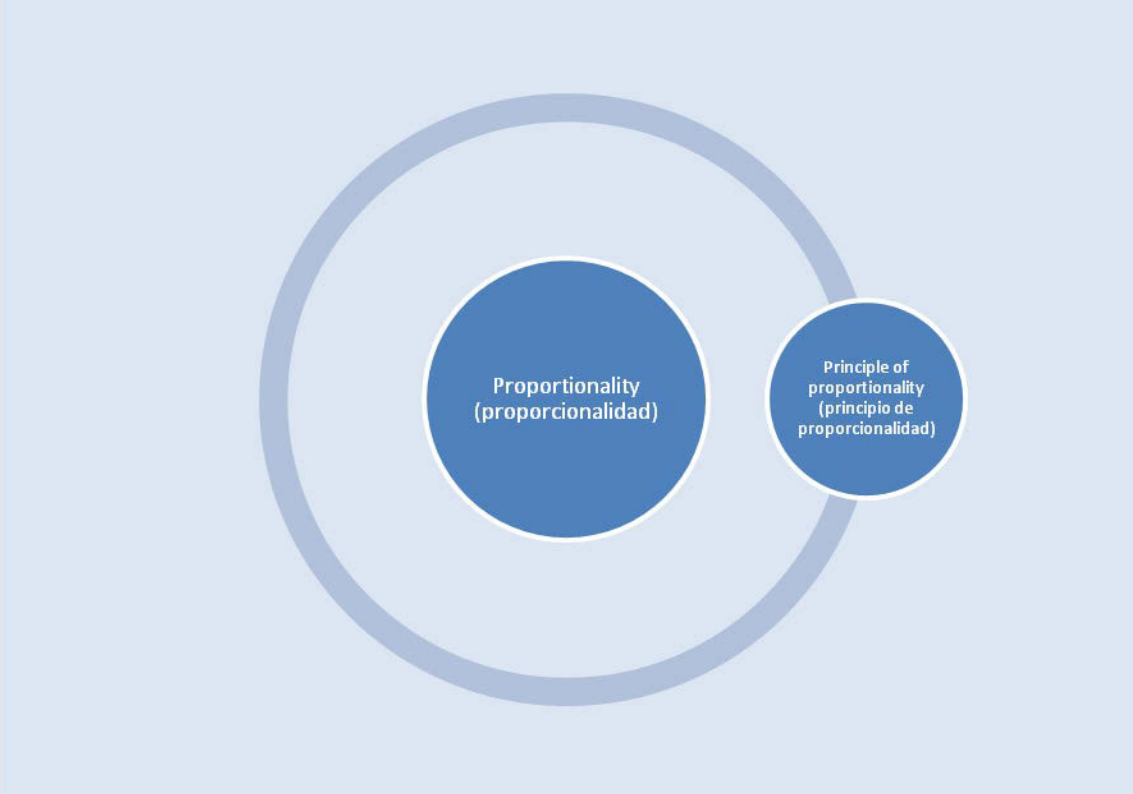 Proportionality
(proporcionalidad)
Principle of
proportionality
(principio de
proporcionalidad)